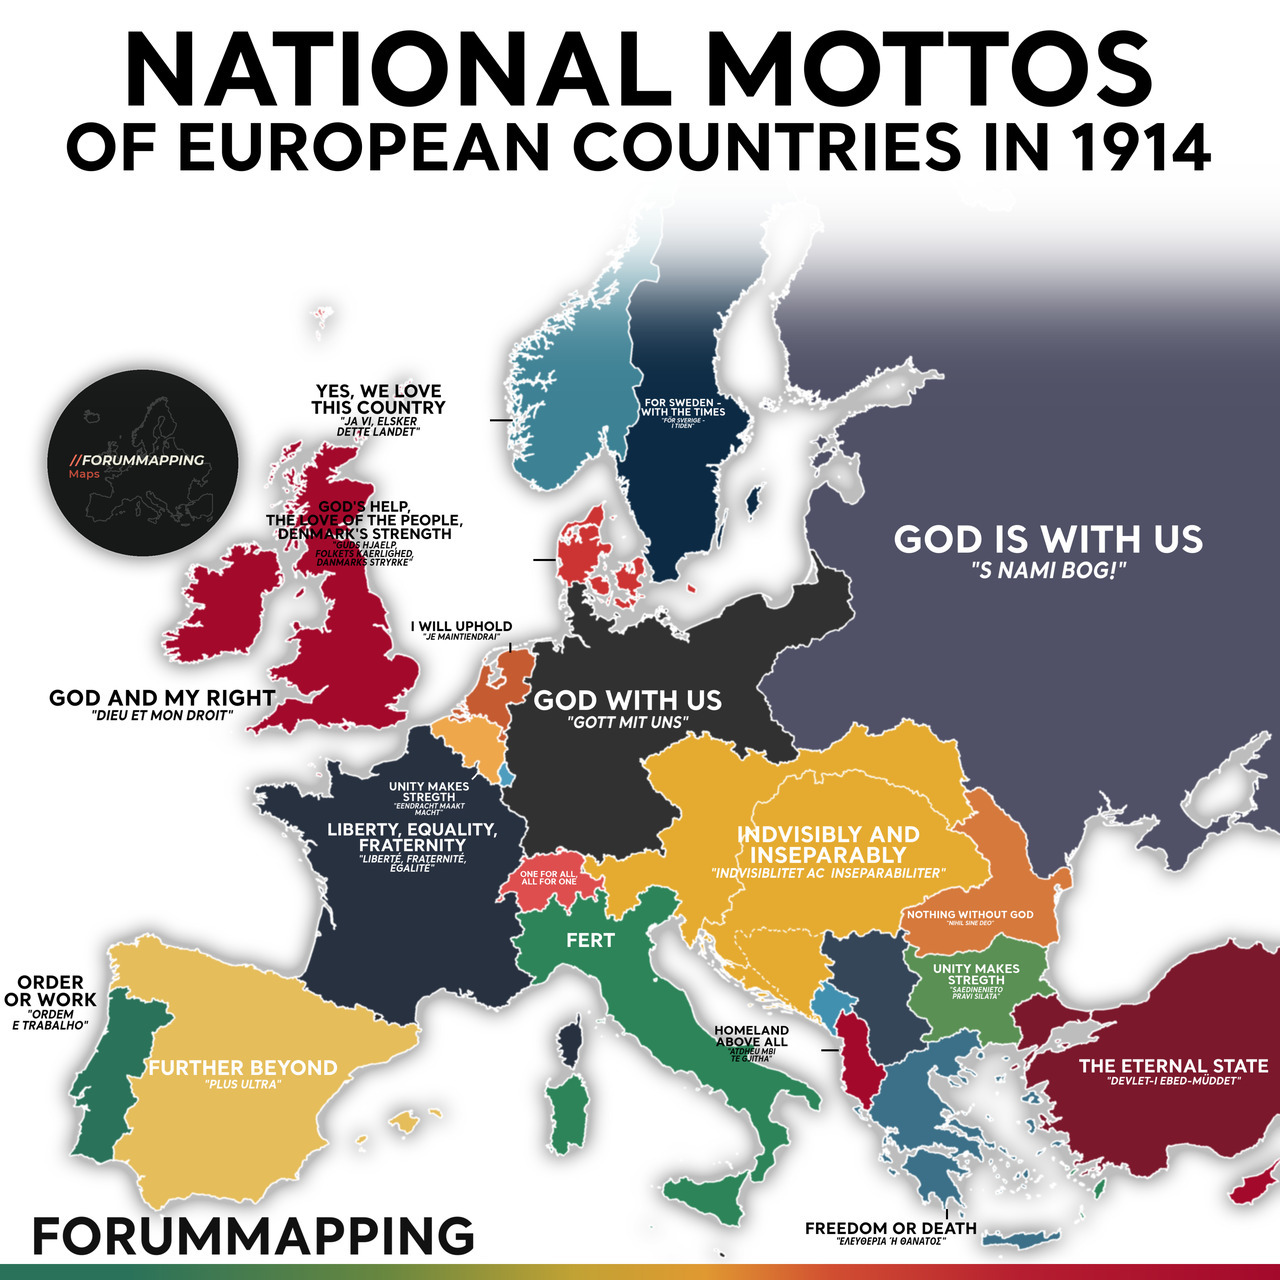 NATIONAL MOTTOS
OF EUROPEAN COUNTRIES IN 1914
YES, WE LOVE
THIS COUNTRY
"JA VI, ELSKER
DETTE LANDET"
FOR SWEDEN -
WITH THE TIMES
"FÖR SVERIGE -
I TIDEN"
//FORUMMAPPING
Maps
GOD'S HELP,
THE LOVE OF THE PEOPLE,
DENMARK'S STRENGTH
"GUDS HJAELP,
FOLKETS KAERLIGHED,
DANMARKS STRYRKE"
GOD IS WITH US
"S NAMI BOG!"
I WILL UPHOLD
"JE MAINTIENDRAI"
GOD AND MY RIGHT
"DIEU ET MON DROIT"
GOD WITH US
"GOTT MIT UNS"
UNITY MAKES
STREGTH
"EENDRACHT MAAKT
MACHT"
LIBERTY, EQUALITY,
FRATERNITY
"LIBERTÉ, FRATERNITÉ,
ÉGALITÉ"
INDVISIBLY AND
INSEPARABLY
"INDVISIBLITET AC INSEPARABILITER"
ONE FOR ALL,
ALL FOR ONE
NOTHING WITHOUT GOD
"NIHIL SINE DEO"
FERT
UNITY MAKES
STREGTH
"SAEDINENIETO
PRAVI SILATA"
ORDER
OR WORK
"ORDEM
E TRABALHO"
HOMELAND
ABOVE ALL
"ATDHEU MBI
TE GJITHA"
FURTHER BEYOND
"PLUS ULTRA"
THE ETERNAL STATE
"DEVLET-I EBED-MÜDDET"
FREEDOM OR DEATH
"ΕΛΕΥΘΕΡΙΑ Ή ΘΑΝΑΤΟΣ"
FORUMMAPPING